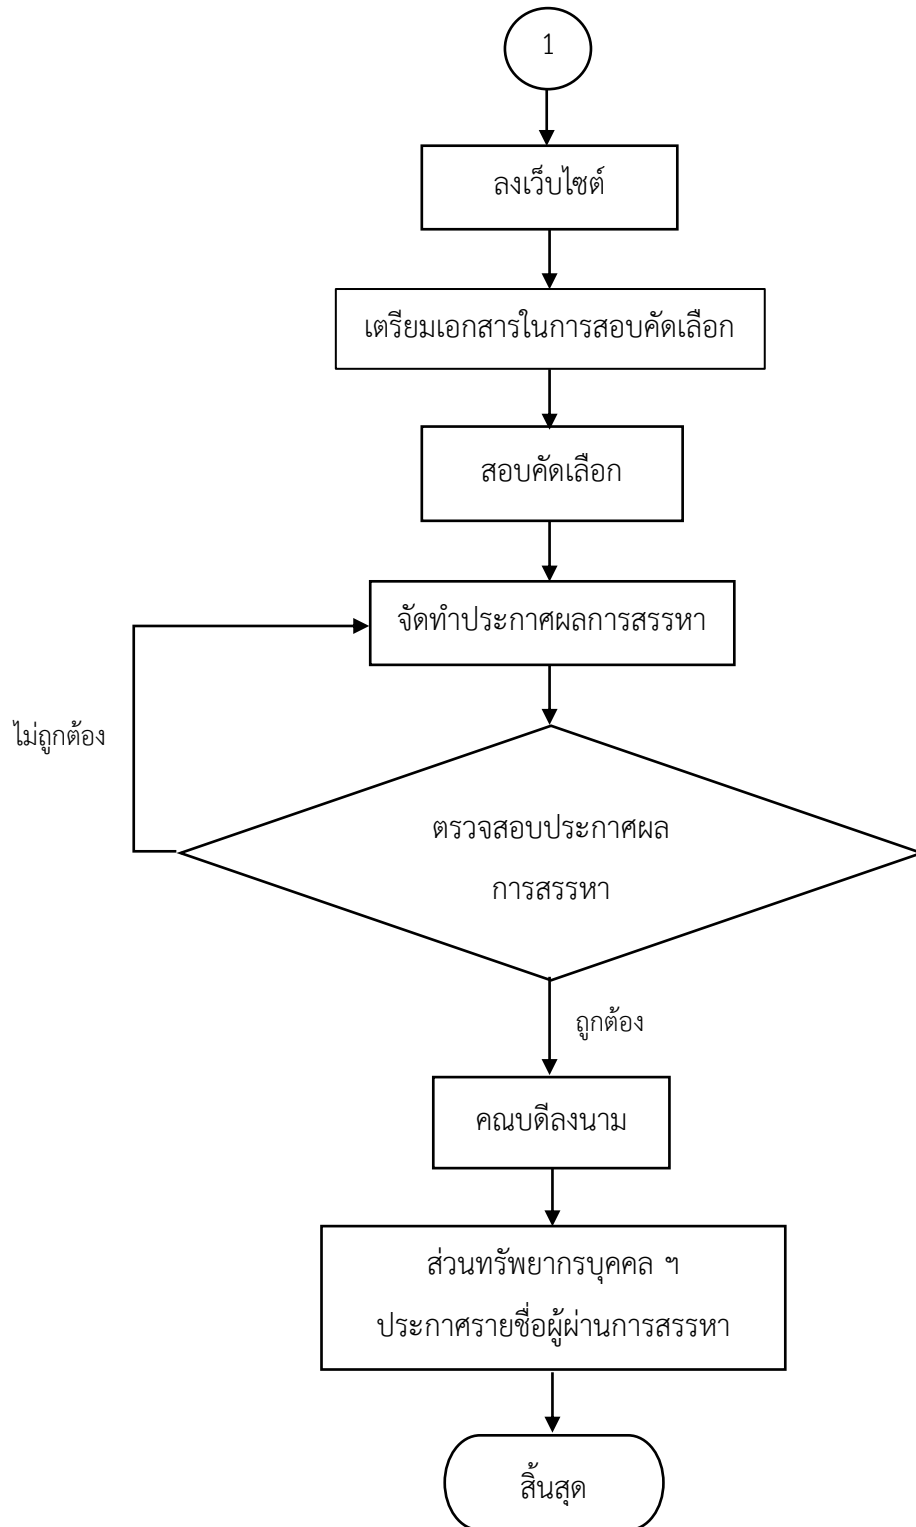 1
ลงเว็บไซต์
เตรียมเอกสารในการสอบคัดเลือก
สอบคัดเลือก
จัดทำประกาศผลการสรรหา
ไม่ถูกต้อง
ตรวจสอบประกาศผล
การสรรหา
ถูกต้อง
คณบดีลงนาม
ส่วนทรัพยากรบุคคล ฯ
ประกาศรายชื่อผู้ผ่านการสรรหา
สิ้นสุด